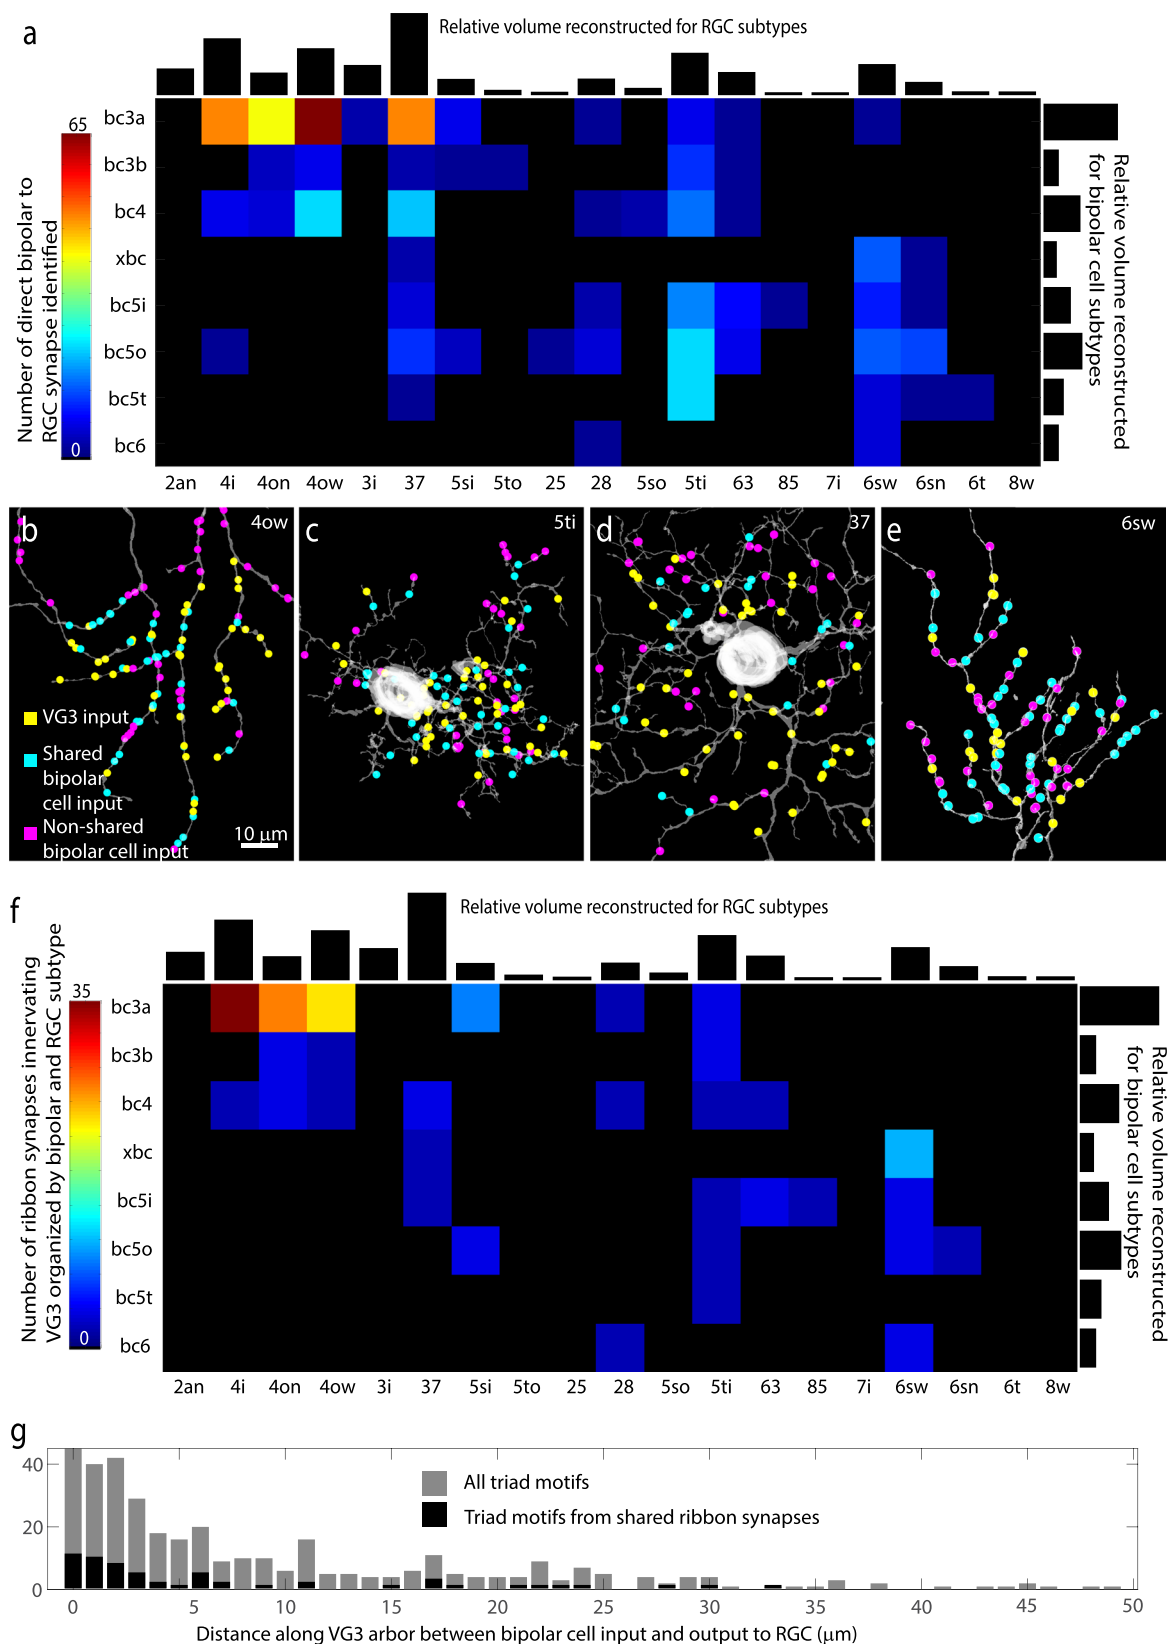 a
Relative volume reconstructed for RGC subtypes
Number of direct bipolar to
RGC synapse identified
65
0
bc3a
bc3b
bc4
xbc
bc5i
bc5o
bc5t
bc6
Relative volume reconstructed
for bipolar cell subtypes
2an 4i 4on 4ow 3i 37 5si 5to 25 28 5so 5ti 63 85 7i 6sw 6sn 6t 8w
b 4ow
c 5ti
d 37
e 6sw
VG3 input
Shared
bipolar
cell input
Non-shared
bipolar cell input
10 μm
f
Relative volume reconstructed for RGC subtypes
Number of ribbon synapses innervating
VG3 organized by bipolar and RGC subtype
35
0
bc3a
bc3b
bc4
xbc
bc5i
bc5o
bc5t
bc6
Relative volume reconstructed
for bipolar cell subtypes
2an 4i 4on 4ow 3i 37 5si 5to 25 28 5so 5ti 63 85 7i 6sw 6sn 6t 8w
g
40
20
0
All triad motifs
Triad motifs from shared ribbon synapses
0 5 10 15 20 25 30 35 40 45 50
Distance along VG3 arbor between bipolar cell input and output to RGC (μm)